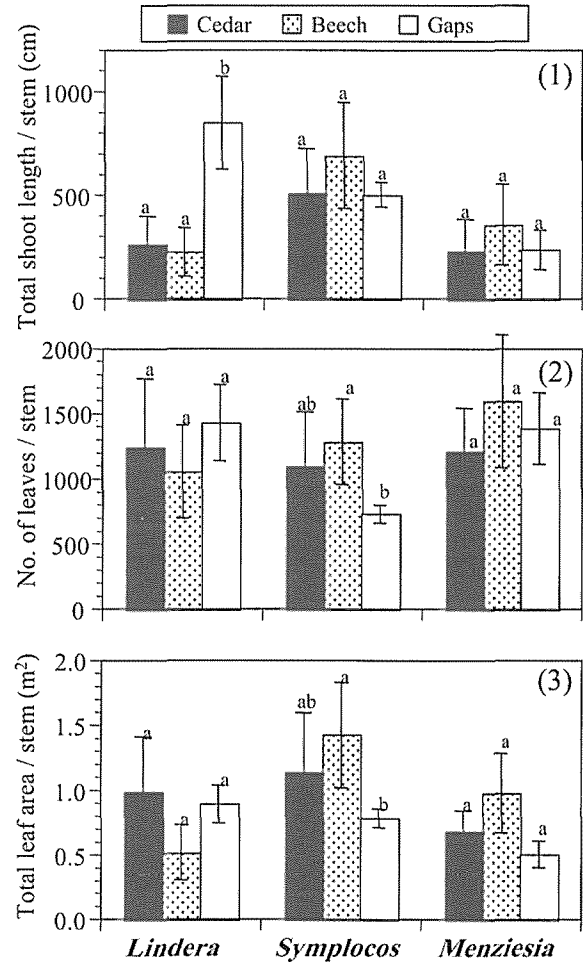 Cedar Beech Gaps
(1)
Total shoot length / stem (cm)
1000
500
0
a a b a a a a a a
(2)
No. of leaves / stem
2000
1500
1000
500
0
a a a ab a b a a a
(3)
Total leaf area / stem (m²)
2.0
1.5
1.0
0.5
0.0
a a a ab a b a a a
Lindera Symplocos Menziesia